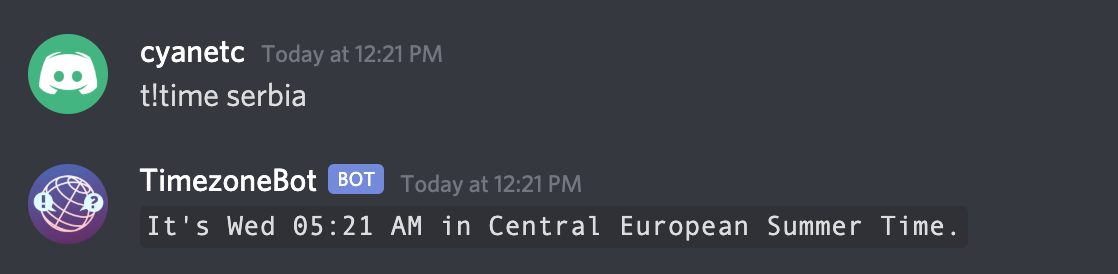 cyanetc Today at 12:21 PM
t!time serbia
TimezoneBot BOT Today at 12:21 PM
It's Wed 05:21 AM in Central European Summer Time.